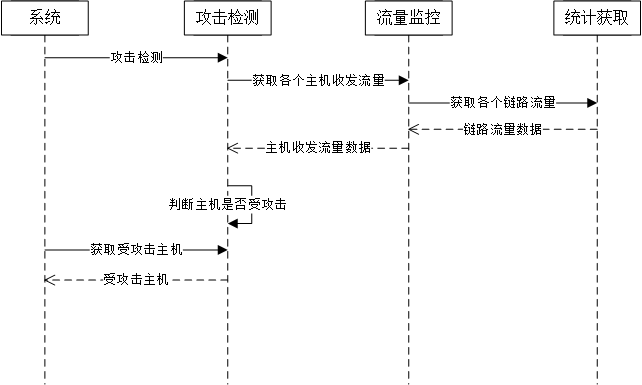 系统
攻击检测
流量监控
统计获取
攻击检测
获取各个主机收发流量
获取各个链路流量
链路流量数据
主机收发流量数据
判断主机是否受攻击
获取受攻击主机
受攻击主机